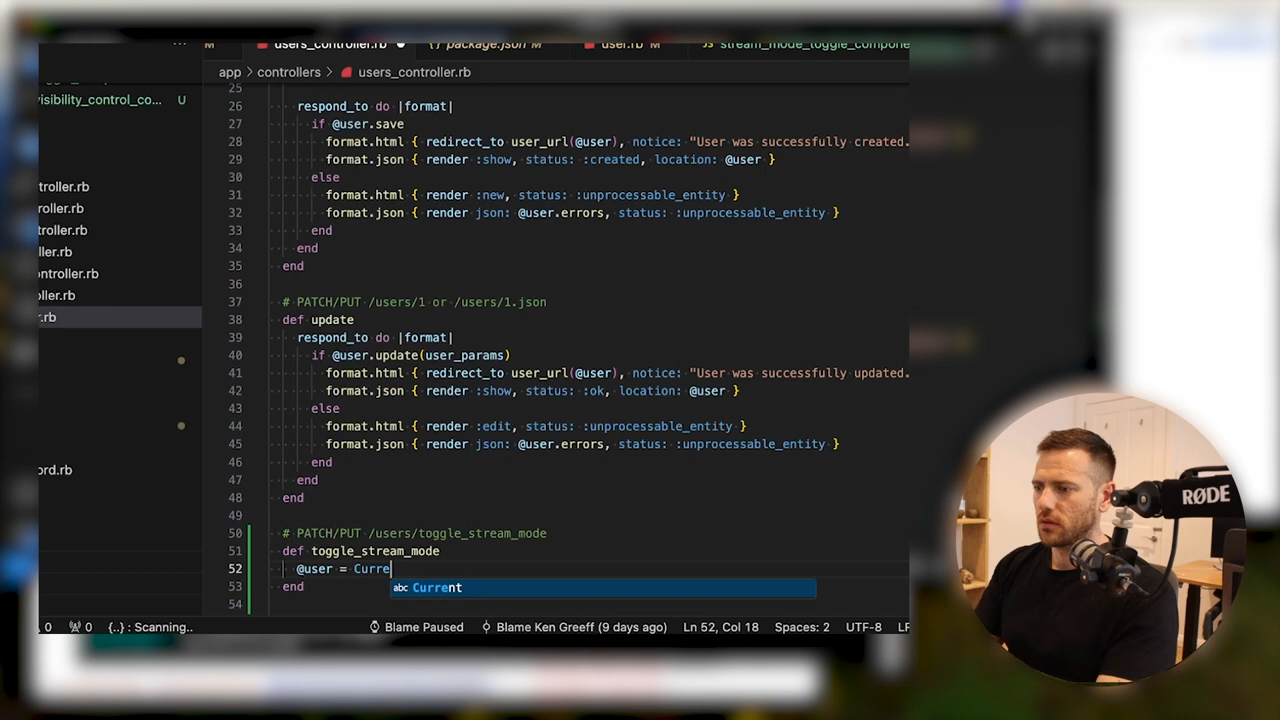 M users_controller.rb ● {} package.json M user.rb M JS stream_mode_toggle_compone
app > controllers > users_controller.rb
isibility_control_co... U
troller.rb
roller.rb
troller.rb
ller.rb
ontroller.rb
oller.rb
r.rb
ord.rb
25
26 respond_to do |format|
27 if @user.save
28 format.html { redirect_to user_url(@user), notice: "User was successfully created.
29 format.json { render :show, status: :created, location: @user }
30 else
31 format.html { render :new, status: :unprocessable_entity }
32 format.json { render json: @user.errors, status: :unprocessable_entity }
33 end
34 end
35 end
36
37 # PATCH/PUT /users/1 or /users/1.json
38 def update
39 respond_to do |format|
40 if @user.update(user_params)
41 format.html { redirect_to user_url(@user), notice: "User was successfully updated.
42 format.json { render :show, status: :ok, location: @user }
43 else
44 format.html { render :edit, status: :unprocessable_entity }
45 format.json { render json: @user.errors, status: :unprocessable_entity }
46 end
47 end
48 end
49
50 # PATCH/PUT /users/toggle_stream_mode
51 def toggle_stream_mode
52 @user = Curre
abc Current
53 end
54
0 0 {..} : Scanning.. Blame Paused Blame Ken Greeff (9 days ago) Ln 52, Col 18 Spaces: 2 UTF-8 LF
RØDE